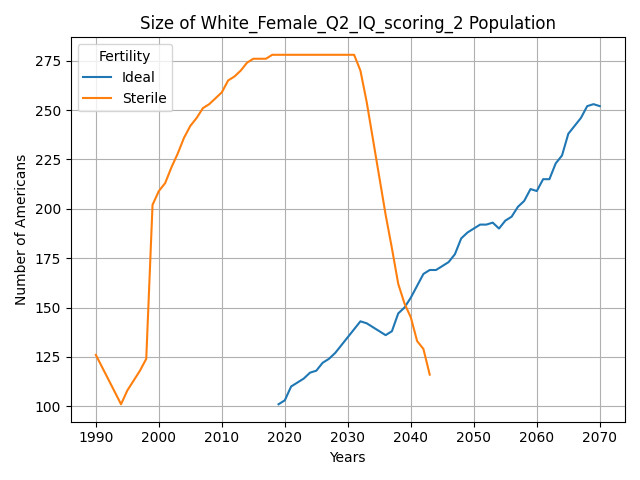 Size of White_Female_Q2_IQ_scoring_2 Population
Fertility
Ideal
Sterile
Number of Americans
275
250
225
200
175
150
125
100
1990 2000 2010 2020 2030 2040 2050 2060 2070
Years